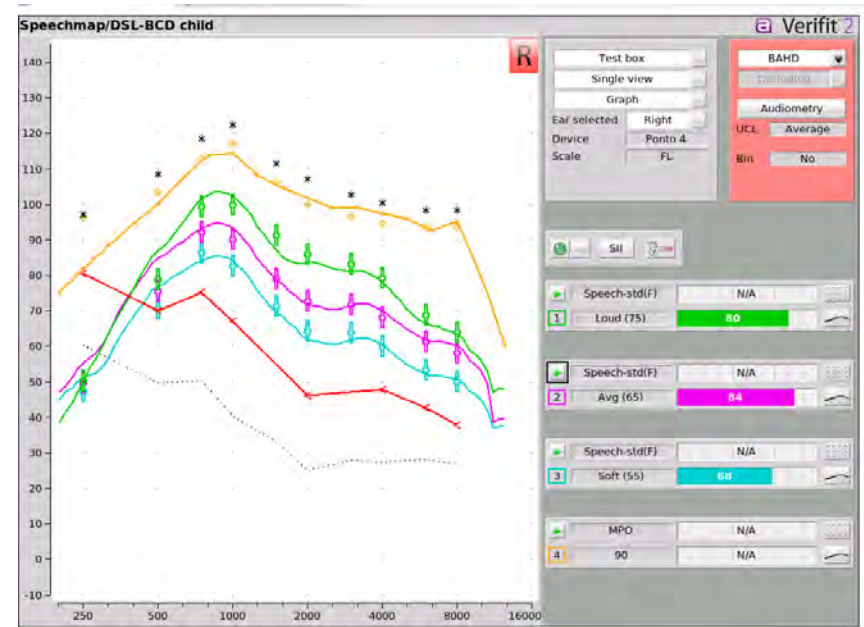 Speechmap/DSL-BCD child
Verifit 2
R
140
130
120
110
100
90
80
70
60
50
40
30
20
10
0
-10
250 500 1000 2000 4000 8000 16000
Test box
Single view
Graph
Ear selected Right
Device Ponto 4
Scale FL
BAHD
Audiometry
UCL Average
Bin No
SII
Speech-std(F) N/A
1 Loud (75) 80
Speech-std(F) N/A
2 Avg (65) 84
Speech-std(F) N/A
3 Soft (55) 68
MPO N/A
4 90 N/A